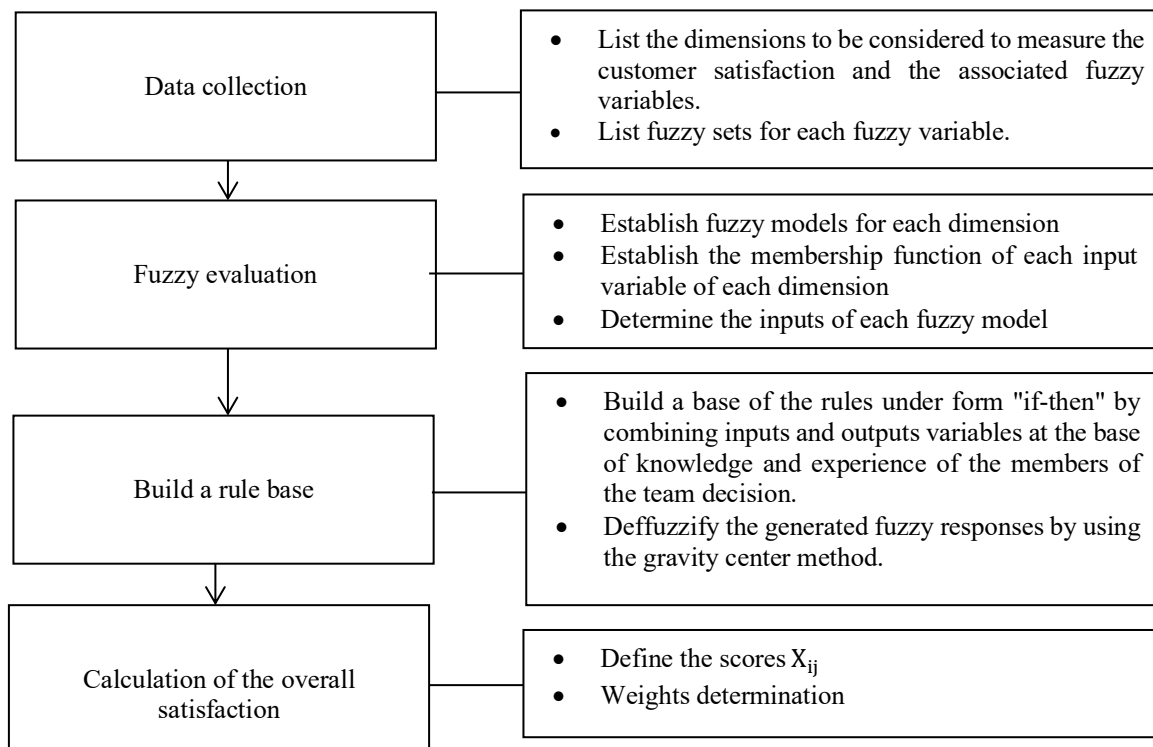 Data collection
• List the dimensions to be considered to measure the
customer satisfaction and the associated fuzzy
variables.
• List fuzzy sets for each fuzzy variable.
Fuzzy evaluation
• Establish fuzzy models for each dimension
• Establish the membership function of each input
variable of each dimension
• Determine the inputs of each fuzzy model
Build a rule base
• Build a base of the rules under form "if-then" by
combining inputs and outputs variables at the base
of knowledge and experience of the members of
the team decision.
• Deffuzzify the generated fuzzy responses by using
the gravity center method.
Calculation of the overall
satisfaction
• Define the scores X_ij
• Weights determination